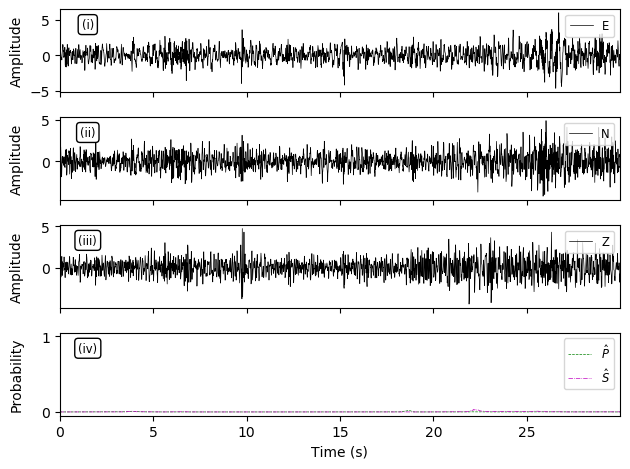 5
(i)
E
Amplitude
0
−5
5
(ii)
N
Amplitude
0
5
(iii)
Z
Amplitude
0
1
(iv)
P̂
Ŝ
Probability
0
0 5 10 15 20 25
Time (s)